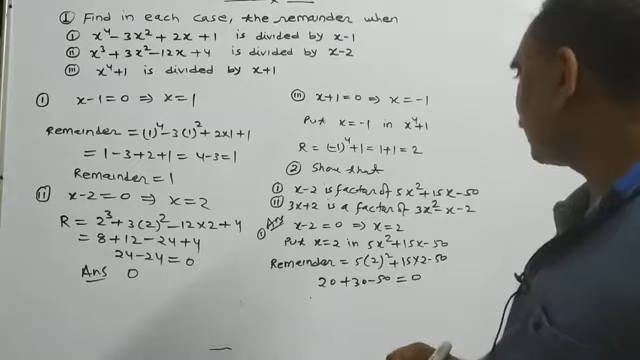 ① Find in each case, the remainder when
ⓘ x⁴-3x²+2x+1 is divided by x-1
ⓘⓘ x³+3x²-12x+4 is divided by x-2
ⓘⓘⓘ x⁴+1 is divided by x+1
ⓘ x-1=0 ⇒ x=1
Remainder = (1)⁴-3(1)²+2×1+1
= 1-3+2+1 = 4-3=1
Remainder = 1
ⓘⓘ x-2=0 ⇒ x=2
R = 2³+3(2)²-12×2+4
= 8+12-24+4
24-24=0
Ans 0
ⓘⓘⓘ x+1=0 ⇒ x=-1
Put x=-1 in x⁴+1
R=(-1)⁴+1=1+1=2
② Show that
ⓘ x-2 is factor of 5x²+15x-50
ⓘⓘ 3x+2 is a factor of 3x²-x-2
Ans
ⓘ x-2=0 ⇒ x=2
Put x=2 in 5x²+15x-50
Remainder = 5(2)²+15×2-50
20+30-50=0